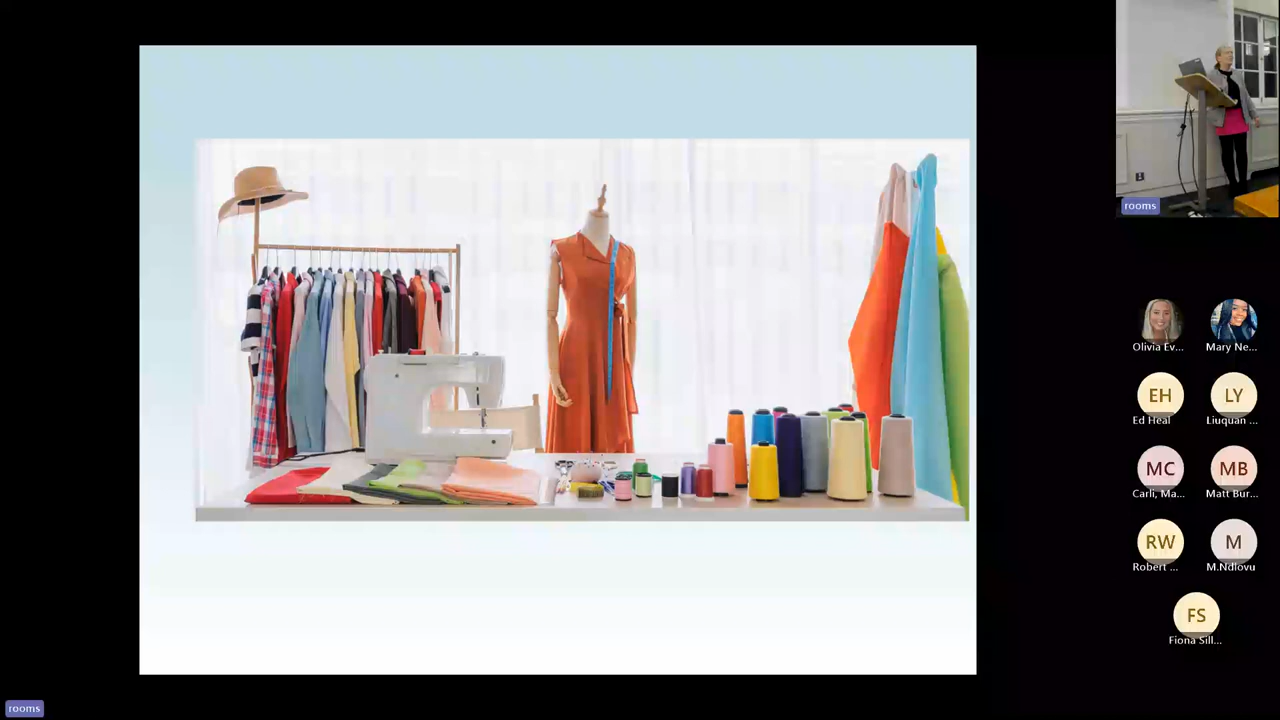 rooms
Olivia Ev...
Mary Ne...
EH
Ed Heal
LY
Liuquan ...
MC
Carli, Ma...
MB
Matt Bur...
RW
Robert ...
M
M.Ndlovu
FS
Fiona Sill...
rooms